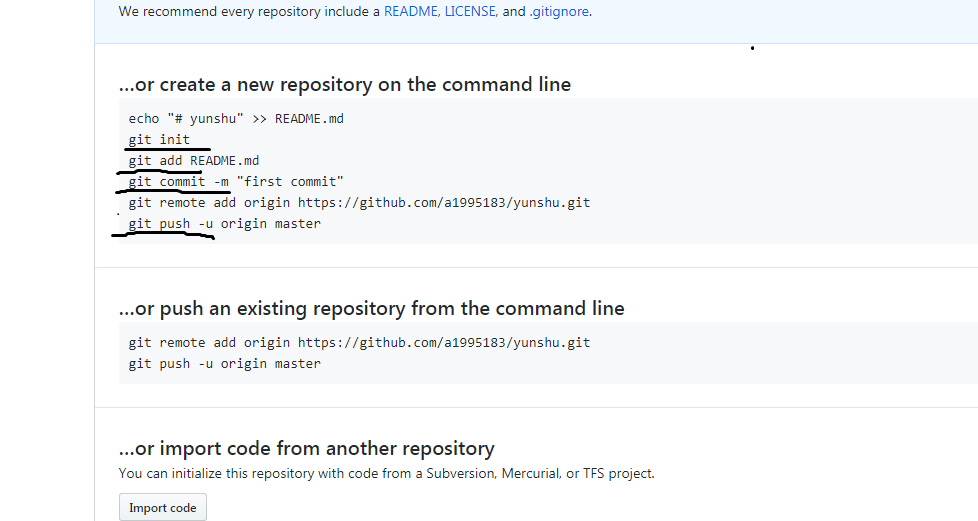 We recommend every repository include a README, LICENSE, and .gitignore.
...or create a new repository on the command line
echo "# yunshu" >> README.md
git init
git add README.md
git commit -m "first commit"
git remote add origin https://github.com/a1995183/yunshu.git
git push -u origin master
...or push an existing repository from the command line
git remote add origin https://github.com/a1995183/yunshu.git
git push -u origin master
...or import code from another repository
You can initialize this repository with code from a Subversion, Mercurial, or TFS project.
Import code